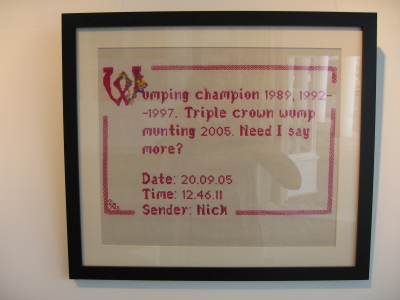 Wumping champion 1989, 1992-
-1997. Triple crown wump
munting 2005. Need I say
more?
Date: 20.09.05
Time: 12.46.11
Sender: Nick